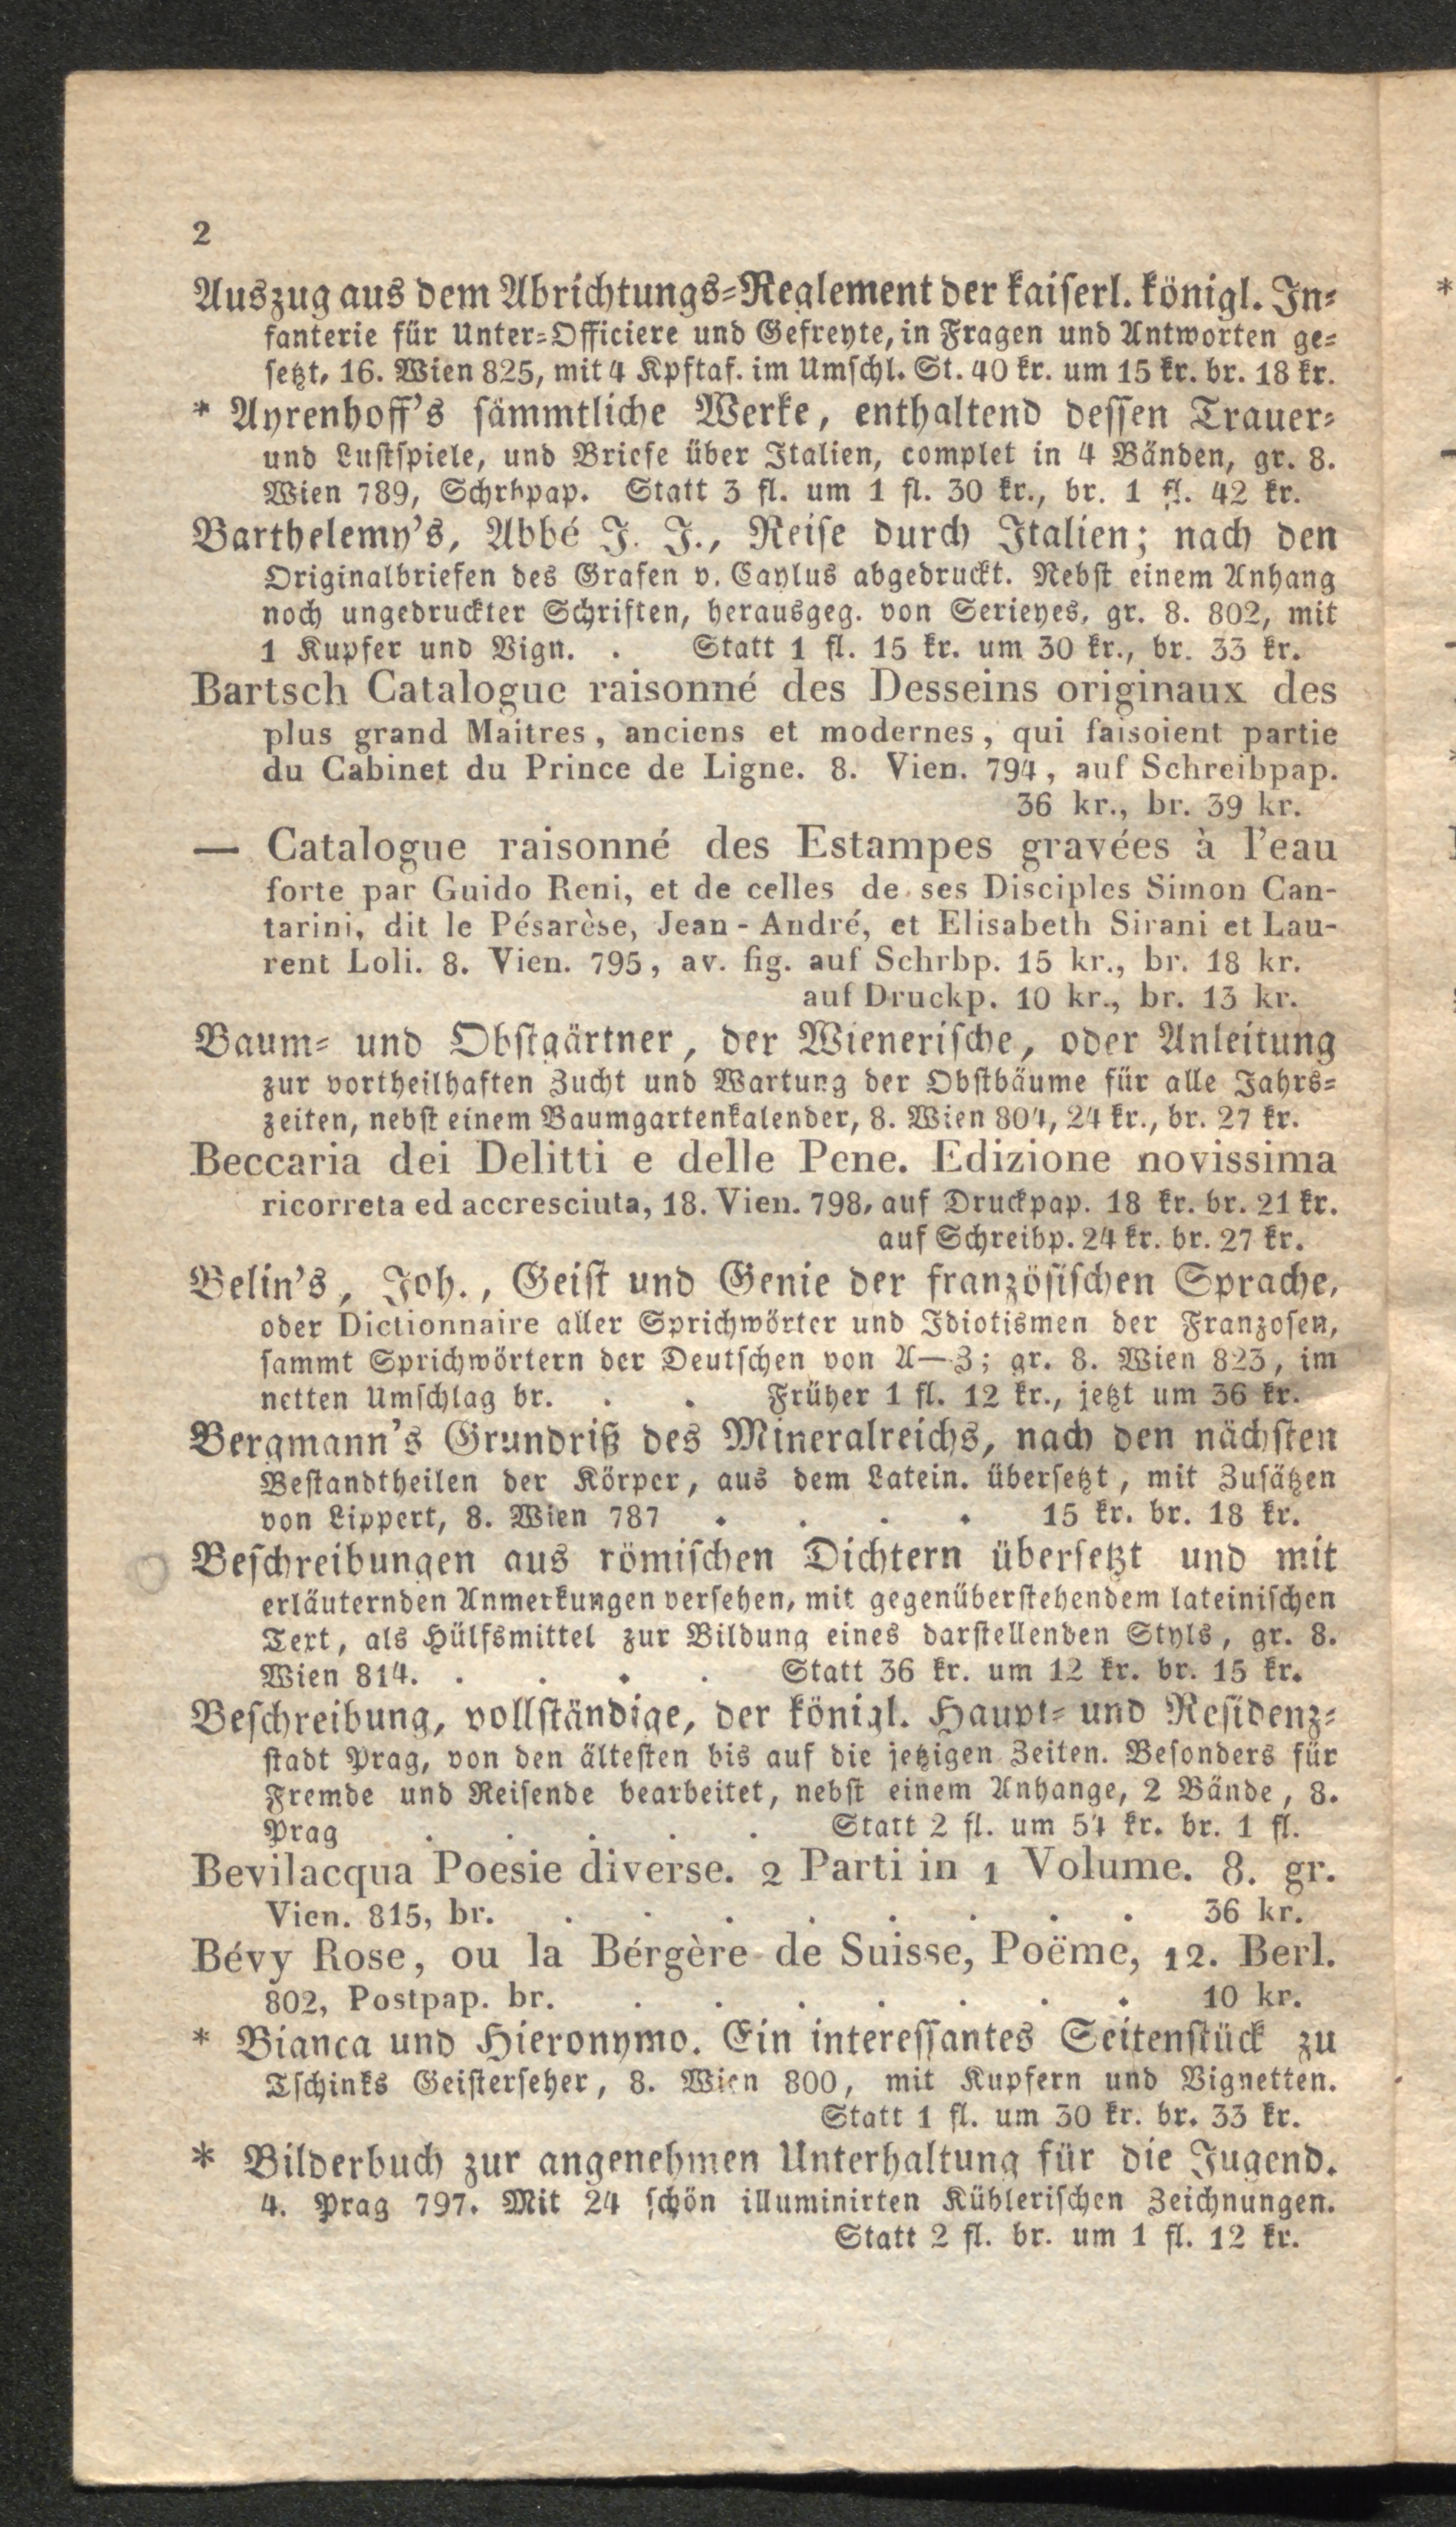 2
Auszug aus dem Abrichtungs-Reglement der kaiserl. königl. In-
fanterie für Unter-Officiere und Gefreyte, in Fragen und Antworten ge-
setzt, 16. Wien 825, mit 4 Kpftaf. im Umschl. St. 40 kr. um 15 kr. br. 18 kr.
* Ayrenhoff's sämmtliche Werke, enthaltend dessen Trauer-
und Lustspiele, und Briefe über Italien, complet in 4 Bänden, gr. 8.
Wien 789, Schrbpap. Statt 3 fl. um 1 fl. 30 kr., br. 1 fl. 42 kr.
Barthelemy's, Abbé J. J., Reise durch Italien; nach den
Originalbriefen des Grafen v. Caylus abgedruckt. Nebst einem Anhang
noch ungedruckter Schriften, herausgeg. von Serieyes, gr. 8. 802, mit
1 Kupfer und Vign. . Statt 1 fl. 15 kr. um 30 kr., br. 33 kr.
Bartsch Catalogue raisonné des Desseins originaux des
plus grand Maitres, anciens et modernes, qui faisoient partie
du Cabinet du Prince de Ligne. 8. Vien. 794, auf Schreibpap.
36 kr., br. 39 kr.
— Catalogue raisonné des Estampes gravées à l'eau
forte par Guido Reni, et de celles de ses Disciples Simon Can-
tarini, dit le Pésarèse, Jean-André, et Elisabeth Sirani et Lau-
rent Loli. 8. Vien. 795, av. fig. auf Schrbp. 15 kr., br. 18 kr.
auf Druckp. 10 kr., br. 13 kr.
Baum- und Obstgärtner, der Wienerische, oder Anleitung
zur vortheilhaften Zucht und Wartung der Obstbäume für alle Jahrs-
zeiten, nebst einem Baumgartenkalender, 8. Wien 804, 24 kr., br. 27 kr.
Beccaria dei Delitti e delle Pene. Edizione novissima
ricorreta ed accresciuta, 18. Vien. 798, auf Druckpap. 18 kr. br. 21 kr.
auf Schreibp. 24 kr. br. 27 kr.
Belin's, Joh., Geist und Genie der französischen Sprache,
oder Dictionnaire aller Sprichwörter und Idiotismen der Franzosen,
sammt Sprichwörtern der Deutschen von A—Z; gr. 8. Wien 823, im
netten Umschlag br. . . Früher 1 fl. 12 kr., jetzt um 36 kr.
Bergmann's Grundriß des Mineralreichs, nach den nächsten
Bestandtheilen der Körper, aus dem Latein. übersetzt, mit Zusätzen
von Lippert, 8. Wien 787 . . . . 15 kr. br. 18 kr.
Beschreibungen aus römischen Dichtern übersetzt und mit
erläuternden Anmerkungen versehen, mit gegenüberstehendem lateinischen
Text, als Hülfsmittel zur Bildung eines darstellenden Styls, gr. 8.
Wien 814. . . . . Statt 36 kr. um 12 kr. br. 15 kr.
Beschreibung, vollständige, der königl. Haupt- und Residenz-
stadt Prag, von den ältesten bis auf die jetzigen Zeiten. Besonders für
Fremde und Reisende bearbeitet, nebst einem Anhange, 2 Bände, 8.
Prag . . . . . Statt 2 fl. um 54 kr. br. 1 fl.
Bevilacqua Poesie diverse. 2 Parti in 1 Volume. 8. gr.
Vien. 815, br. . . . . . . . . 36 kr.
Bévy Rose, ou la Bérgère de Suisse, Poëme, 12. Berl.
802, Postpap. br. . . . . . . . 10 kr.
* Bianca und Hieronymo. Ein interessantes Seitenstück zu
Tschinks Geisterseher, 8. Wien 800, mit Kupfern und Vignetten.
Statt 1 fl. um 30 kr. br. 33 kr.
* Bilderbuch zur angenehmen Unterhaltung für die Jugend.
4. Prag 797. Mit 24 schön illuminirten Küblerischen Zeichnungen.
Statt 2 fl. br. um 1 fl. 12 kr.